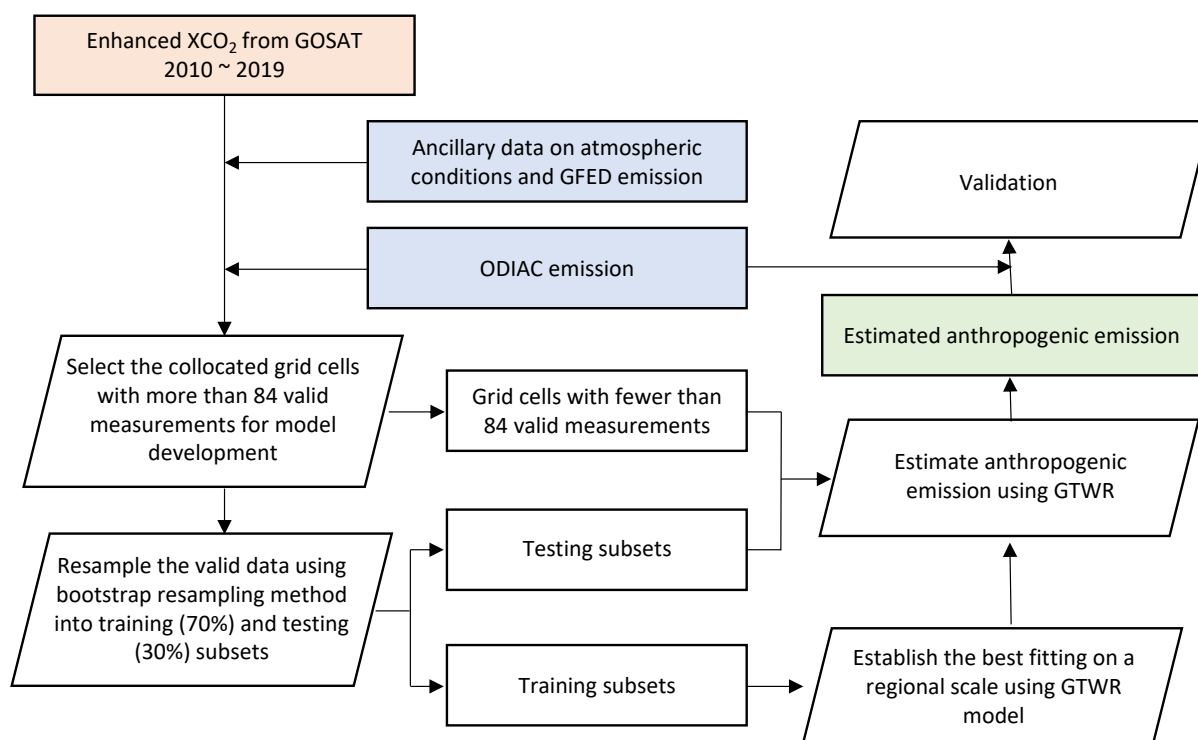 Enhanced XCO₂ from GOSAT
2010 ~ 2019
Ancillary data on atmospheric
conditions and GFED emission
Validation
ODIAC emission
Estimated anthropogenic emission
Select the collocated grid cells
with more than 84 valid
measurements for model
development
Grid cells with fewer than
84 valid measurements
Estimate anthropogenic
emission using GTWR
Resample the valid data using
bootstrap resampling method
into training (70%) and testing
(30%) subsets
Testing subsets
Training subsets
Establish the best fitting on a
regional scale using GTWR
model